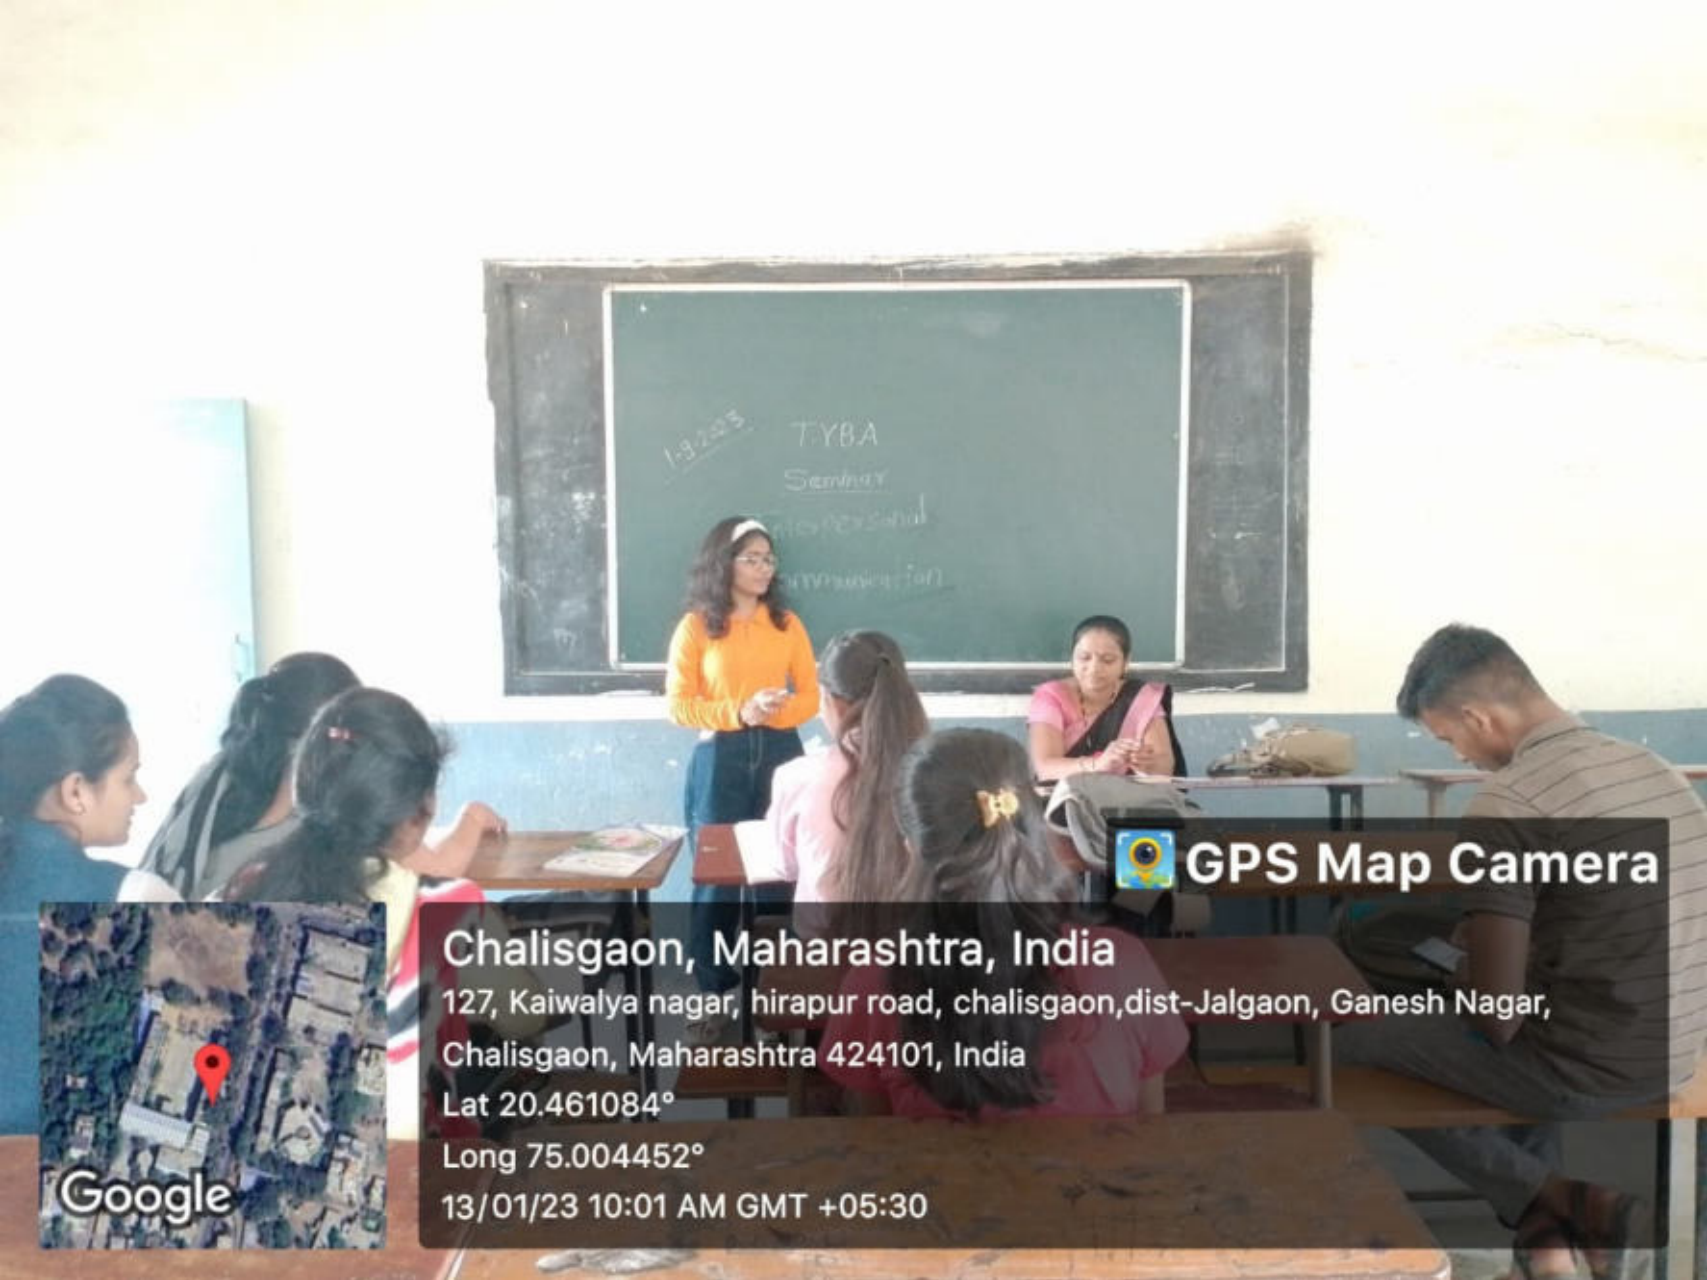 1-9-2023
T.Y.B.A
Seminar
Interpersonal
ommunication
GPS Map Camera
Chalisgaon, Maharashtra, India
127, Kaiwalya nagar, hirapur road, chalisgaon,dist-Jalgaon, Ganesh Nagar,
Chalisgaon, Maharashtra 424101, India
Lat 20.461084°
Long 75.004452°
13/01/23 10:01 AM GMT +05:30
Google